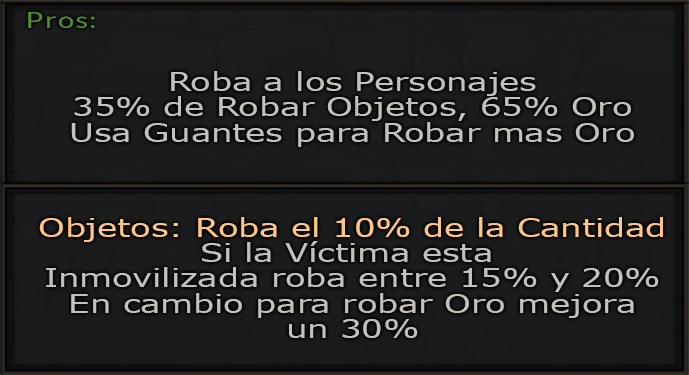 Pros:
Roba a los Personajes
35% de Robar Objetos, 65% Oro
Usa Guantes para Robar mas Oro
Objetos: Roba el 10% de la Cantidad
Si la Víctima esta
Inmovilizada roba entre 15% y 20%
En cambio para robar Oro mejora
un 30%